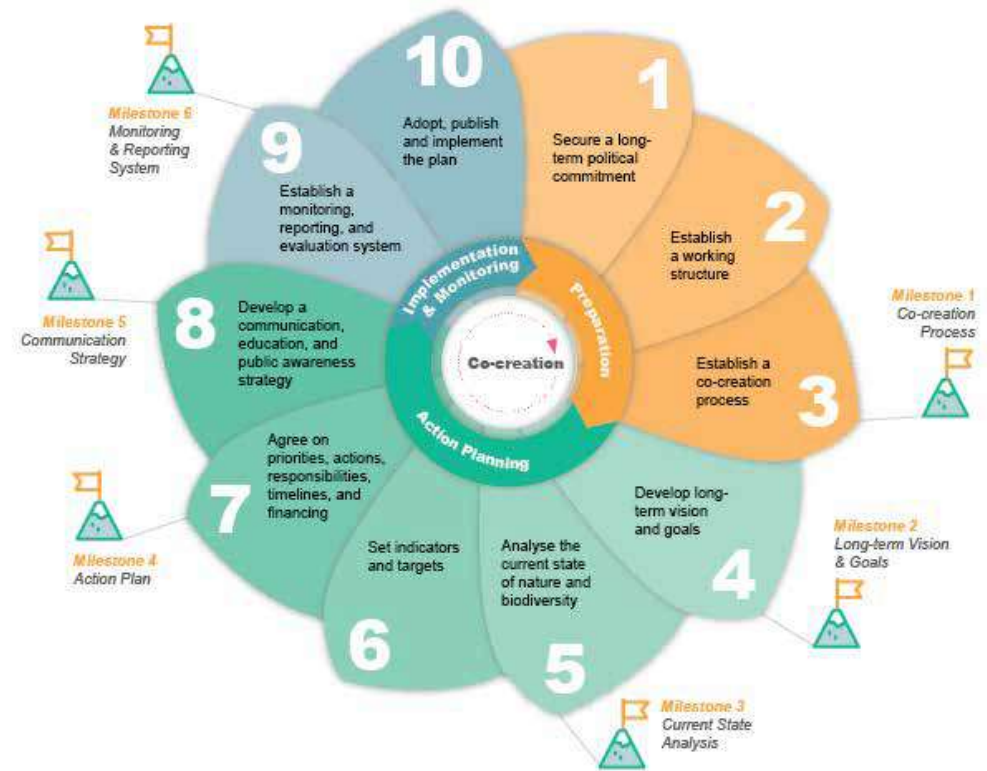 1
Secure a long-
term political
commitment
2
Establish
a working
structure
3
Establish a
co-creation
process
Milestone 1
Co-creation
Process
4
Develop long-
term vision
and goals
Milestone 2
Long-term Vision
& Goals
5
Analyse the
current state
of nature and
biodiversity
Milestone 3
Current State
Analysis
6
Set indicators
and targets
7
Agree on
priorities, actions,
responsibilities,
timelines, and
financing
Milestone 4
Action Plan
8
Develop a
communication,
education, and
public awareness
strategy
Milestone 5
Communication
Strategy
9
Establish a
monitoring,
reporting, and
evaluation system
Milestone 6
Monitoring
& Reporting
System
10
Adopt, publish
and implement
the plan
Implementation
& Monitoring
Preparation
Action Planning
Co-creation